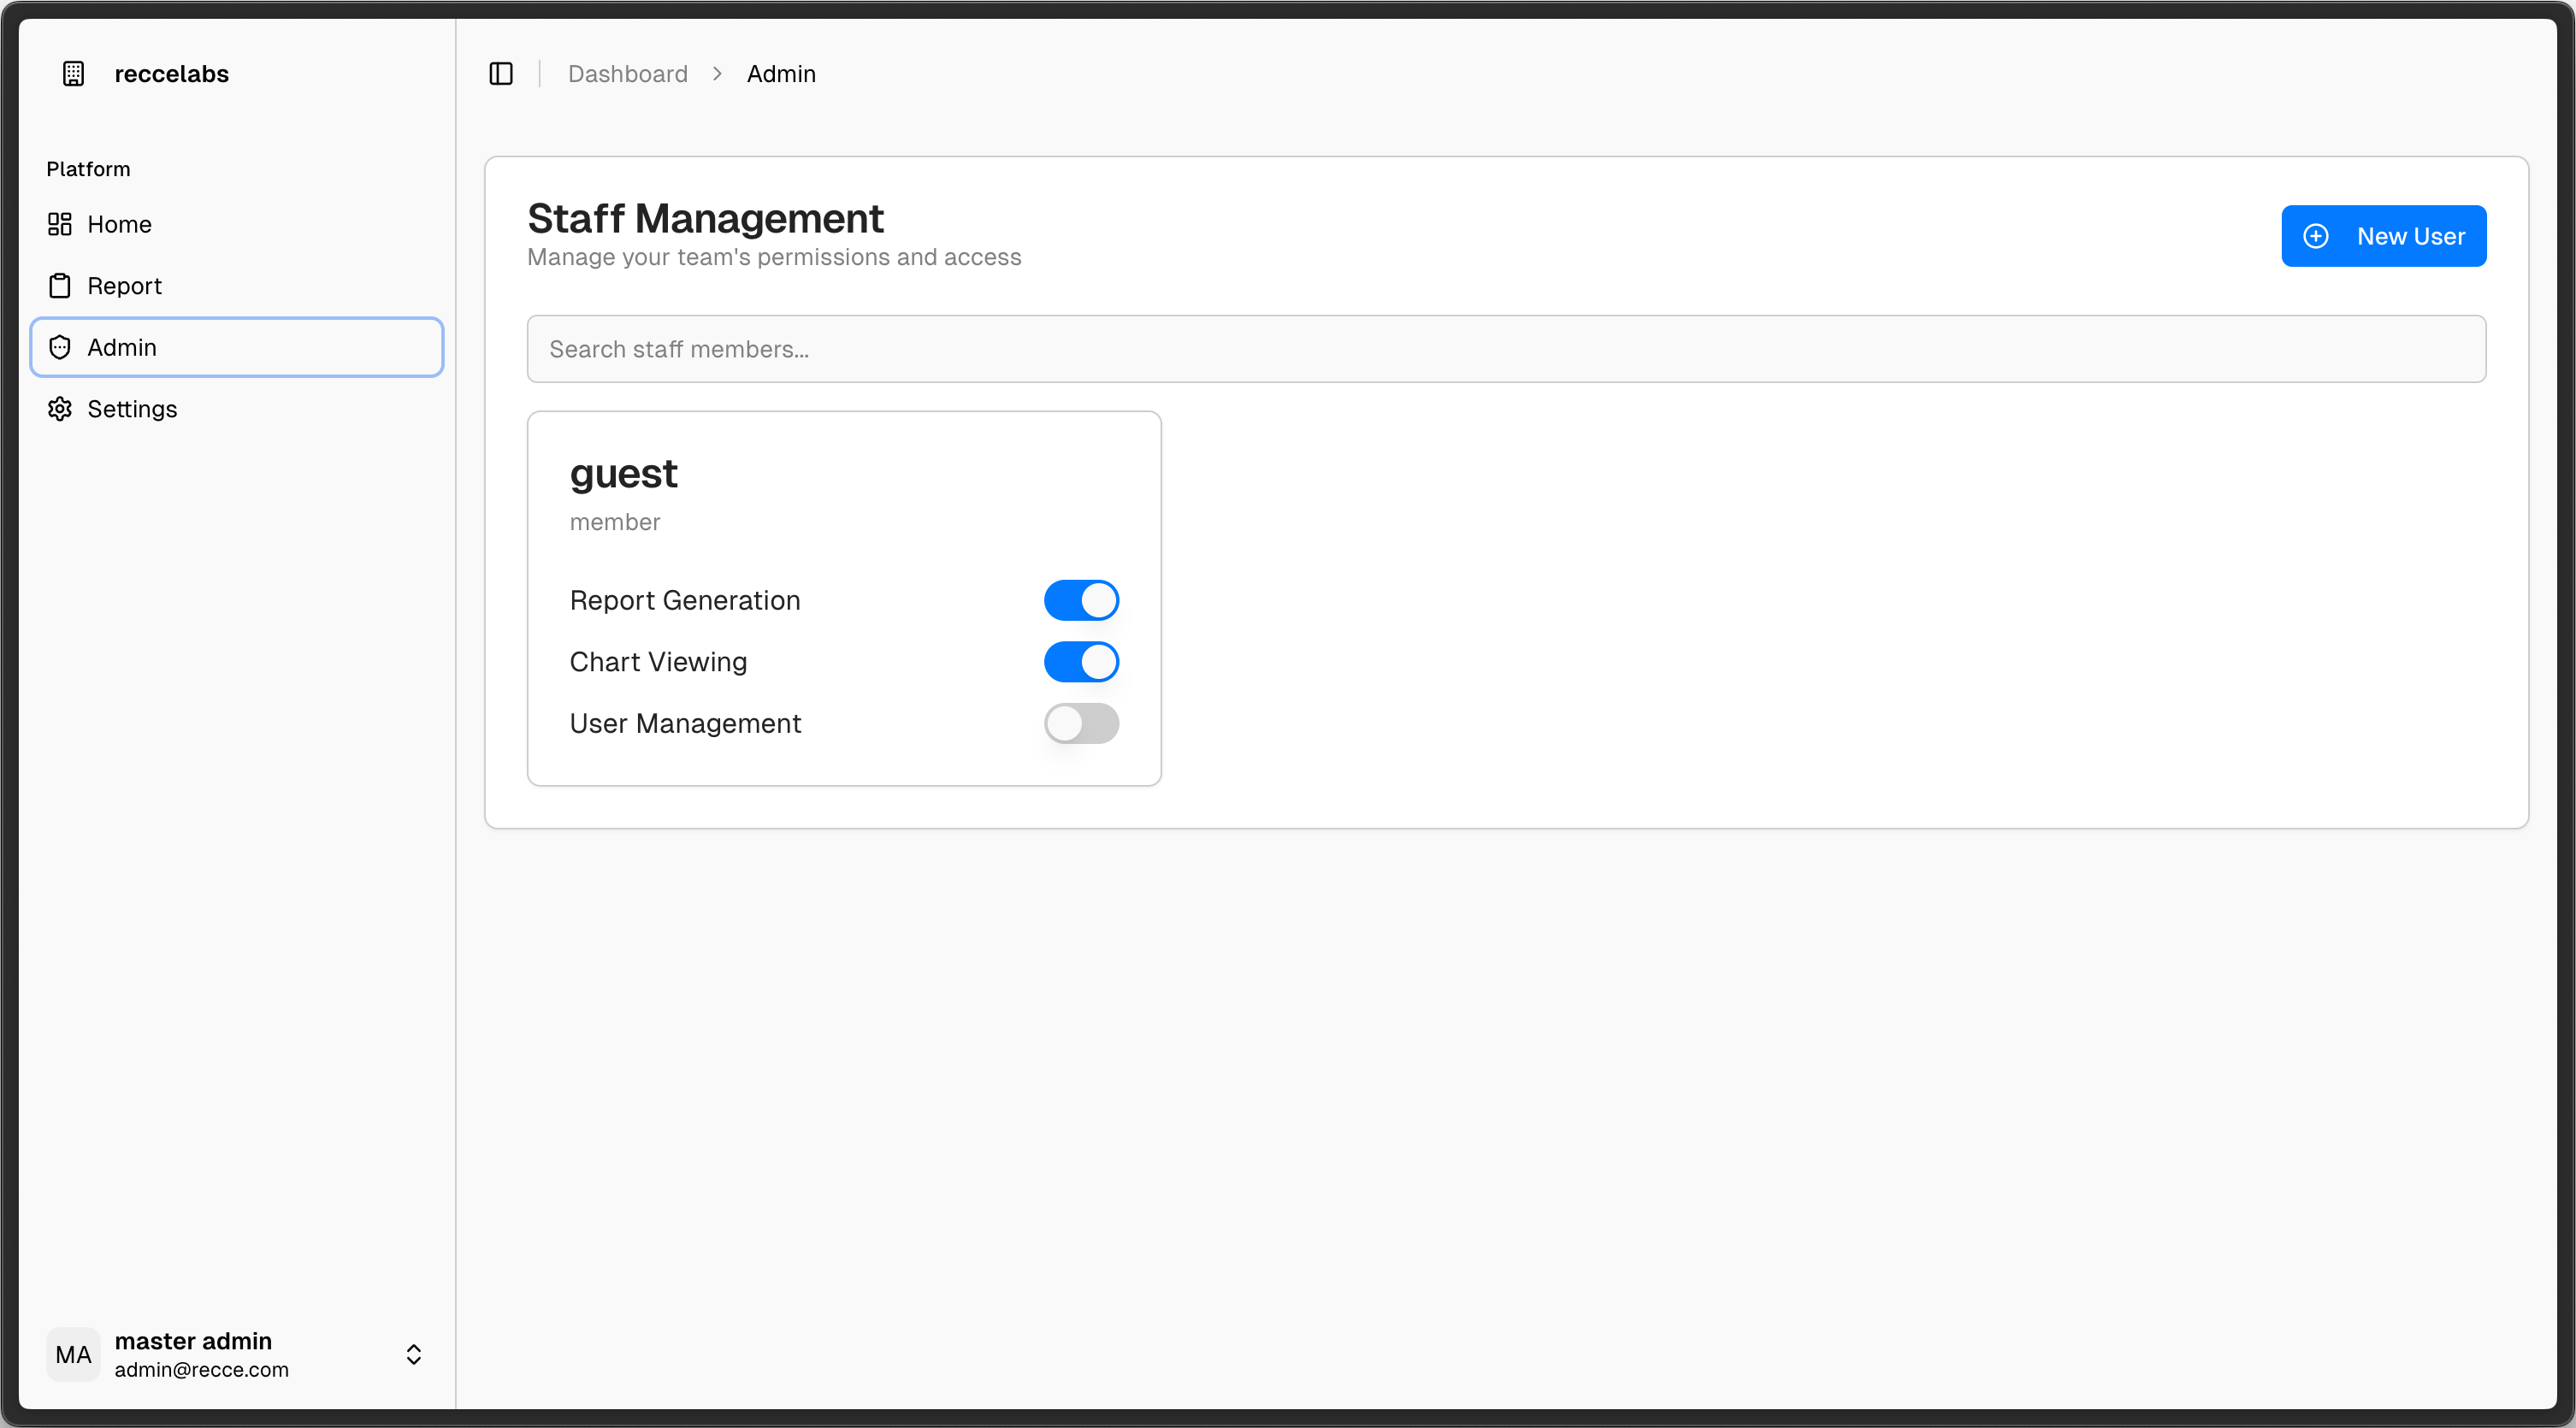 reccelabs
Platform
Home
Report
Admin
Settings
MA
master admin
admin@recce.com
Dashboard
Admin
Staff Management
Manage your team's permissions and access
New User
Search staff members...
guest
member
Report Generation
Chart Viewing
User Management